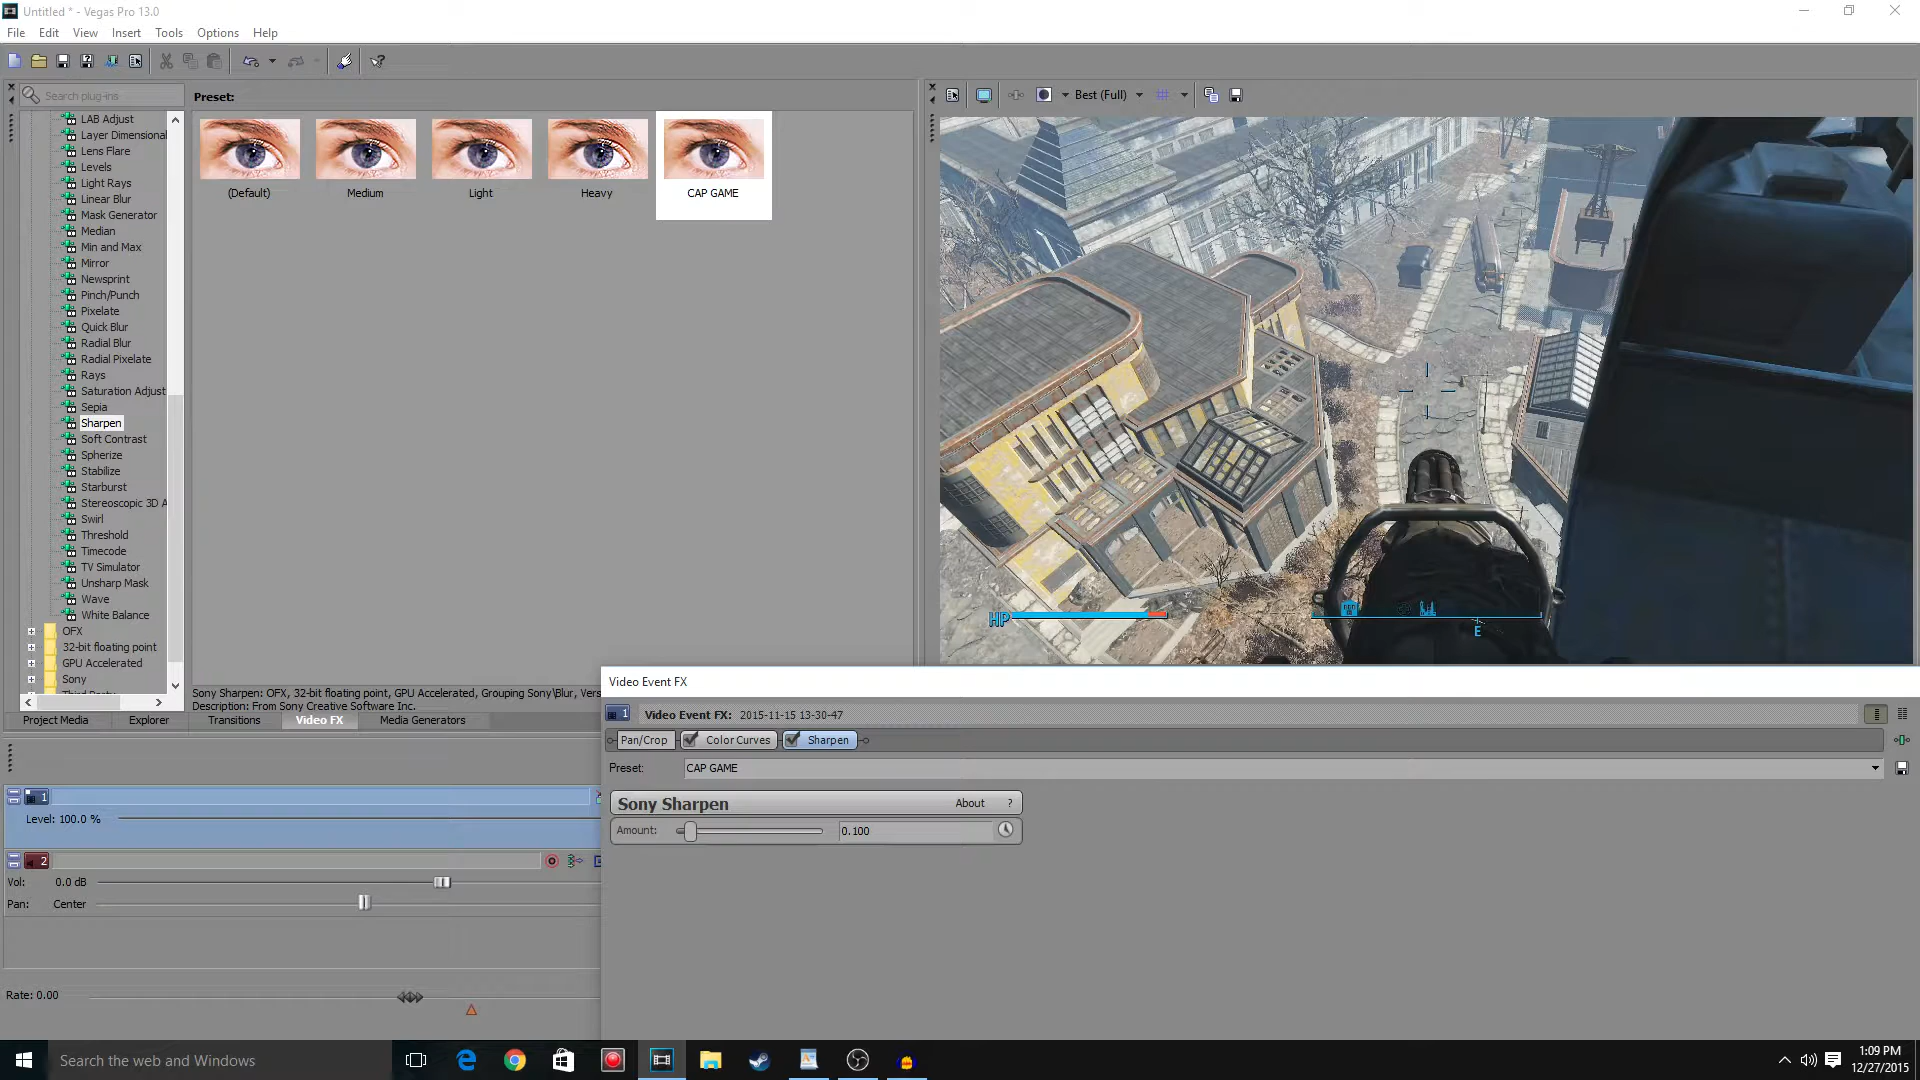 Untitled * - Vegas Pro 13.0
File Edit View Insert Tools Options Help
Search plug-ins
Preset:
Best (Full)
(Default) Medium Light Heavy CAP GAME
LAB Adjust
Layer Dimensional
Lens Flare
Levels
Light Rays
Linear Blur
Mask Generator
Median
Min and Max
Mirror
Newsprint
Pinch/Punch
Pixelate
Quick Blur
Radial Blur
Radial Pixelate
Rays
Saturation Adjust
Sepia
Sharpen
Soft Contrast
Spherize
Stabilize
Starburst
Stereoscopic 3D A
Swirl
Threshold
Timecode
TV Simulator
Unsharp Mask
Wave
White Balance
OFX
32-bit floating point
GPU Accelerated
Sony
HP
E
Sony Sharpen: OFX, 32-bit floating point, GPU Accelerated, Grouping Sony\Blur, Vers
Description: From Sony Creative Software Inc.
Project Media Explorer Transitions Video FX Media Generators
Video Event FX
1 Video Event FX: 2015-11-15 13-30-47
Pan/Crop Color Curves Sharpen
Preset: CAP GAME
Sony Sharpen About ?
Amount: 0.100
1
Level: 100.0 %
2
Vol: 0.0 dB
Pan: Center
Rate: 0.00
Search the web and Windows
1:09 PM
12/27/2015